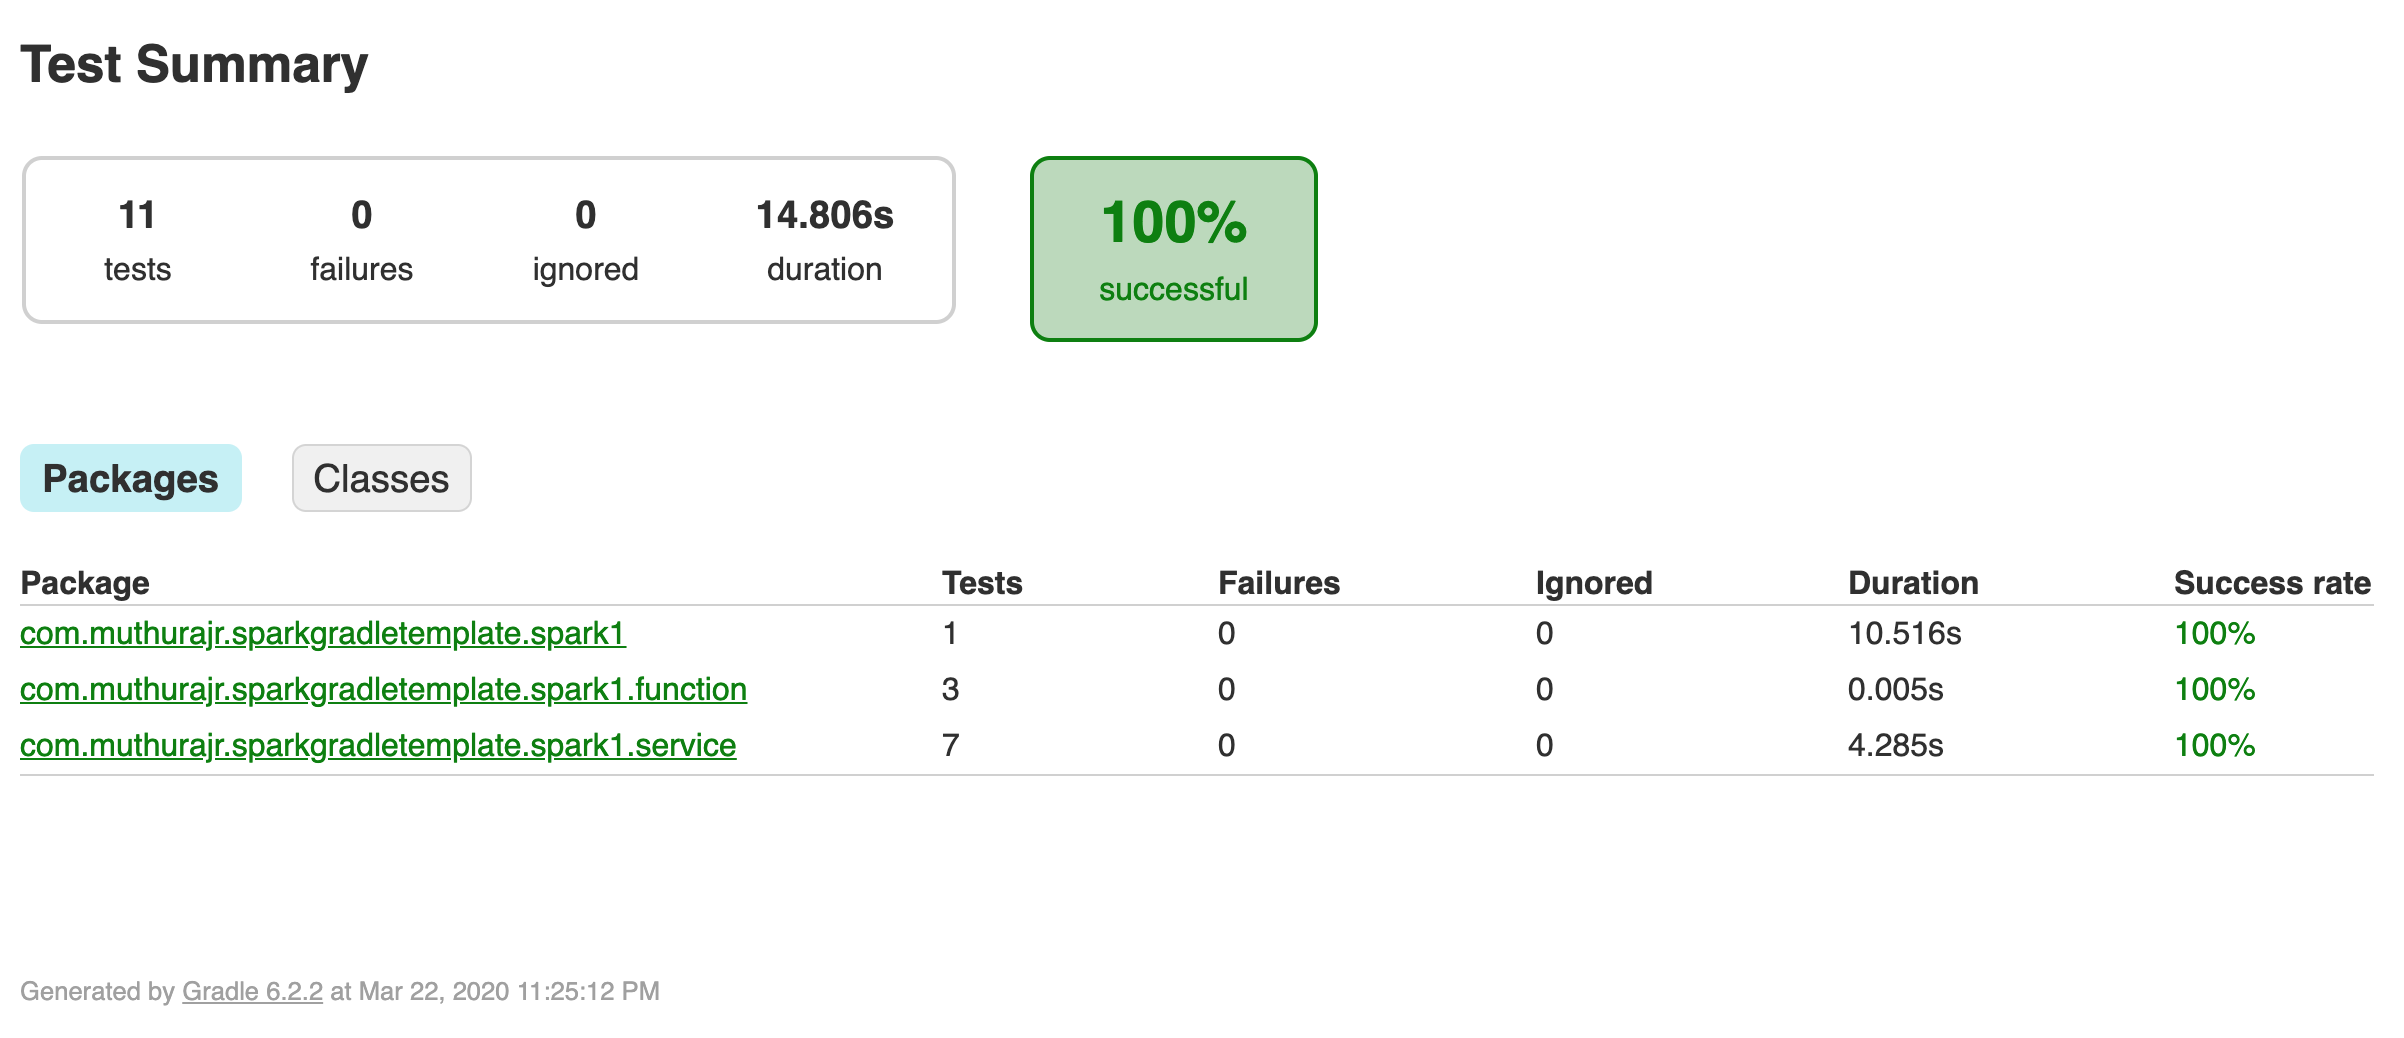 Test Summary
11 0 0 14.806s
tests failures ignored duration
100%
successful
Packages Classes
Package Tests Failures Ignored Duration Success rate
com.muthurajr.sparkgradletemplate.spark1 1 0 0 10.516s 100%
com.muthurajr.sparkgradletemplate.spark1.function 3 0 0 0.005s 100%
com.muthurajr.sparkgradletemplate.spark1.service 7 0 0 4.285s 100%
Generated by Gradle 6.2.2 at Mar 22, 2020 11:25:12 PM